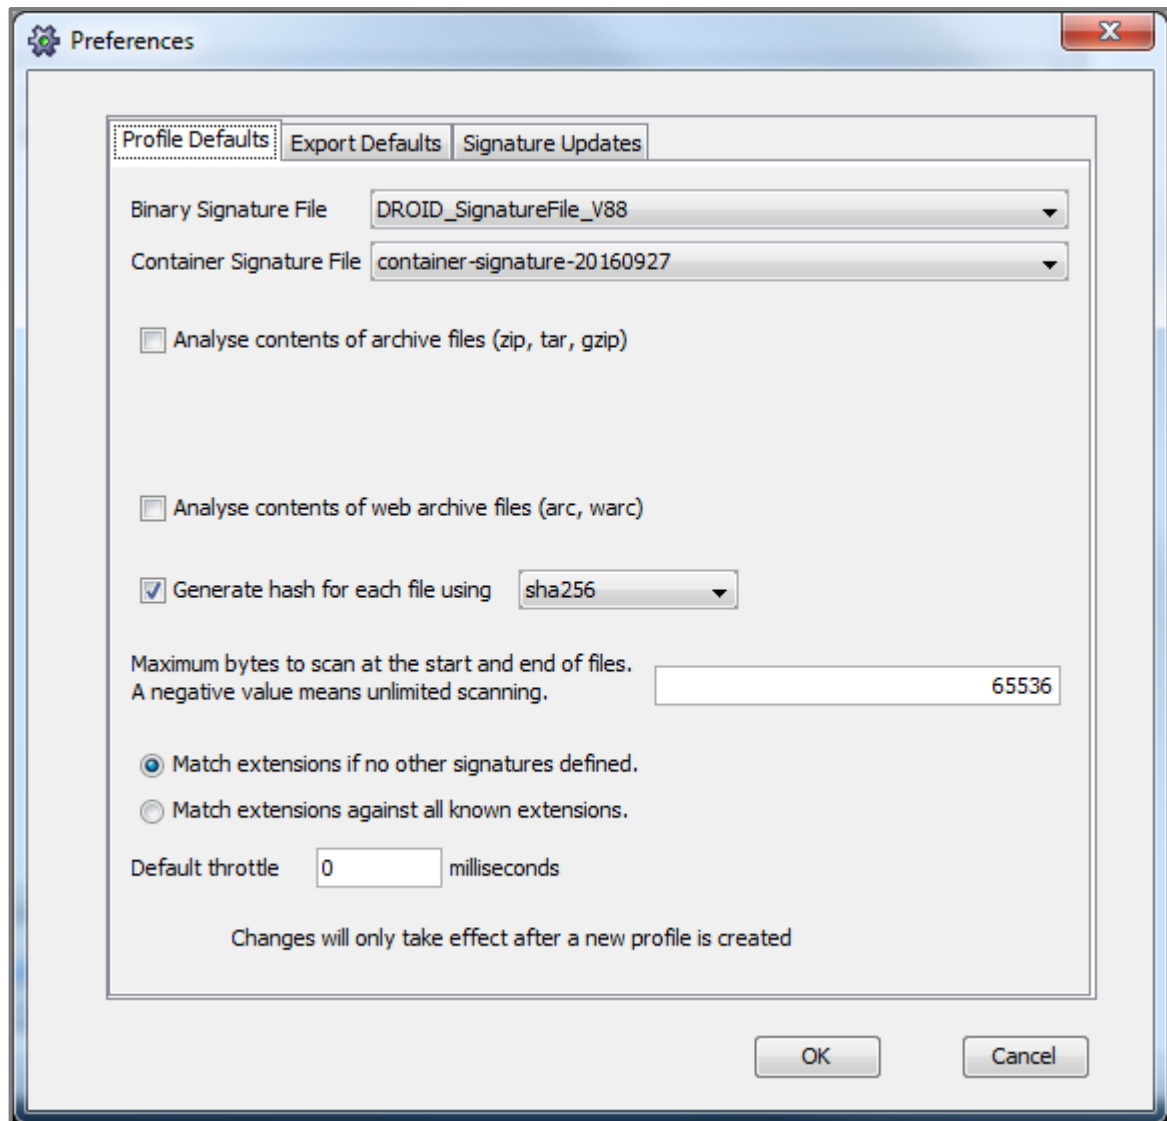 Preferences
Profile Defaults Export Defaults Signature Updates
Binary Signature File DROID_SignatureFile_V88
Container Signature File container-signature-20160927
Analyse contents of archive files (zip, tar, gzip)
Analyse contents of web archive files (arc, warc)
Generate hash for each file using sha256
Maximum bytes to scan at the start and end of files.
A negative value means unlimited scanning. 65536
Match extensions if no other signatures defined.
Match extensions against all known extensions.
Default throttle 0 milliseconds
Changes will only take effect after a new profile is created
OK Cancel